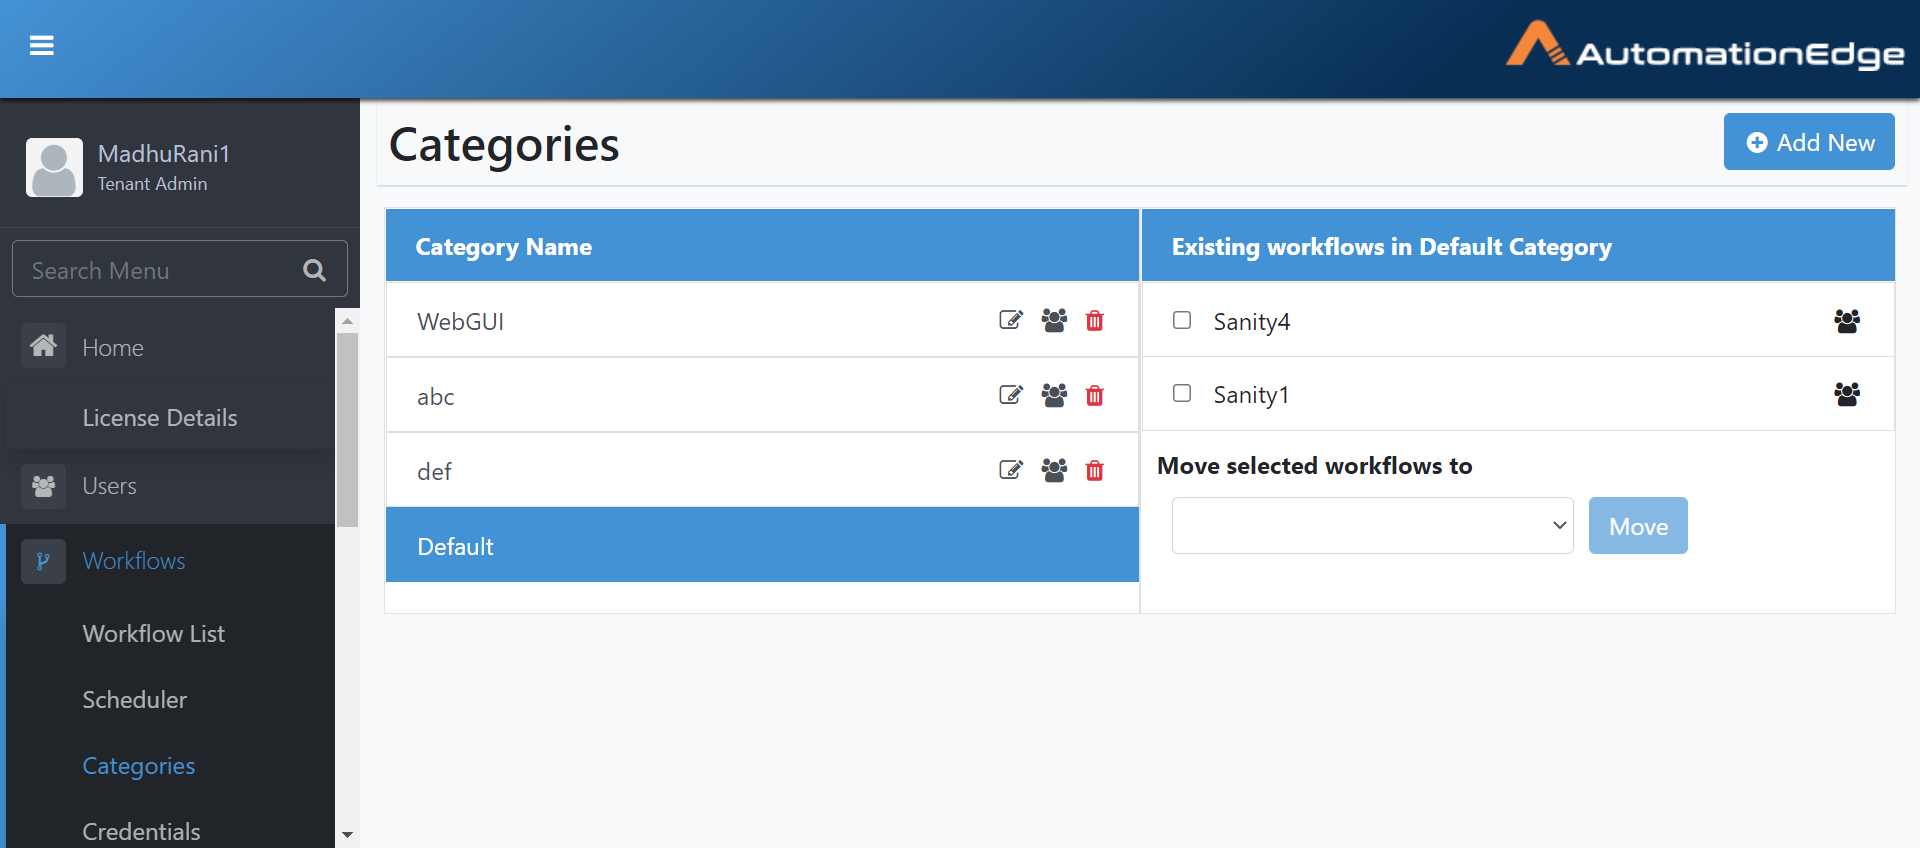 AutomationEdge
MadhuRani1
Tenant Admin
Search Menu
Home
License Details
Users
Workflows
Workflow List
Scheduler
Categories
Credentials
Categories
Add New
Category Name
WebGUI
abc
def
Default
Existing workflows in Default Category
Sanity4
Sanity1
Move selected workflows to
Move